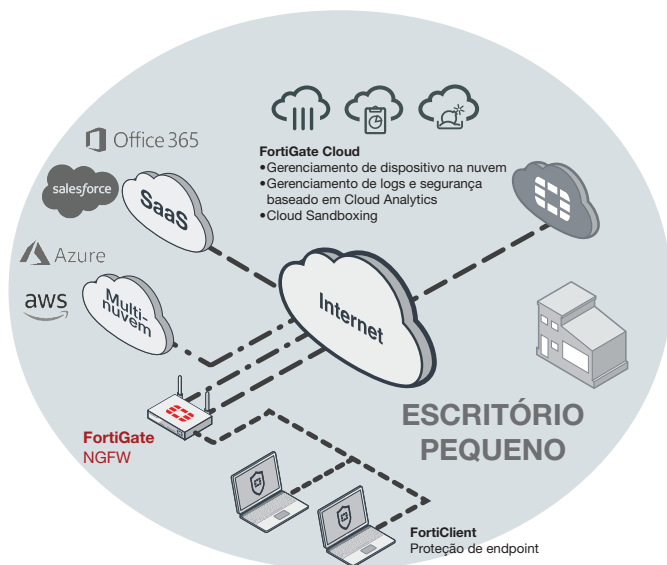 Office 365
salesforce
SaaS
Azure
aws
Multi-
nuvem
FortiGate Cloud
•Gerenciamento de dispositivo na nuvem
•Gerenciamento de logs e segurança
baseado em Cloud Analytics
•Cloud Sandboxing
Internet
FortiGate
NGFW
ESCRITÓRIO
PEQUENO
FortiClient
Proteção de endpoint